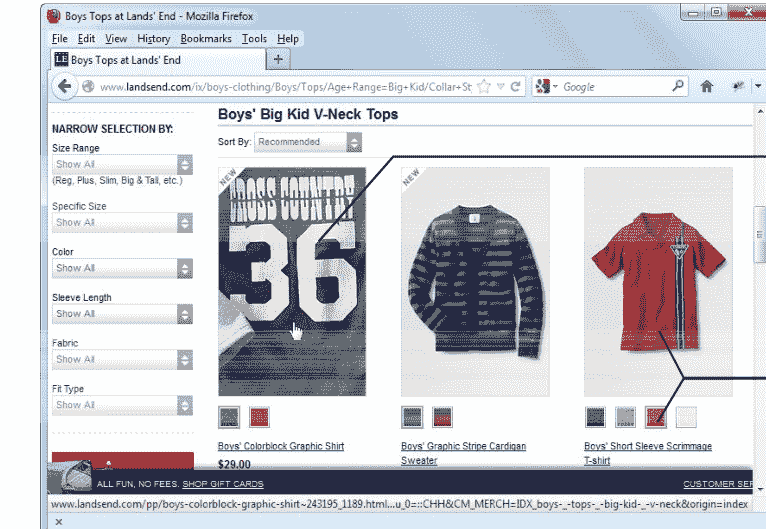 Boys Tops at Lands' End - Mozilla Firefox
File Edit View History Bookmarks Tools Help
LE Boys Tops at Lands' End
www.landsend.com/ix/boys-clothing/Boys/Tops/Age+Range=Big+Kid/Collar+St
Google
Boys' Big Kid V-Neck Tops
NARROW SELECTION BY:
Sort By: Recommended
Size Range
Show All
(Reg, Plus, Slim, Big & Tall, etc.)
Specific Size
Show All
Color
Show All
Sleeve Length
Show All
Fabric
Show All
Fit Type
Show All
NEW
CROSS COUNTRY
36
NEW
Boys' Colorblock Graphic Shirt
$29.00
Boys' Graphic Stripe Cardigan
Sweater
Boys' Short Sleeve Scrimmage
T-shirt
ALL FUN, NO FEES. SHOP GIFT CARDS
CUSTOMER SER
www.landsend.com/pp/boys-colorblock-graphic-shirt~243195_1189.html...u_0=::CHH&CM_MERCH=IDX_boys-_-tops-_-big-kid-_-v-neck&origin=index